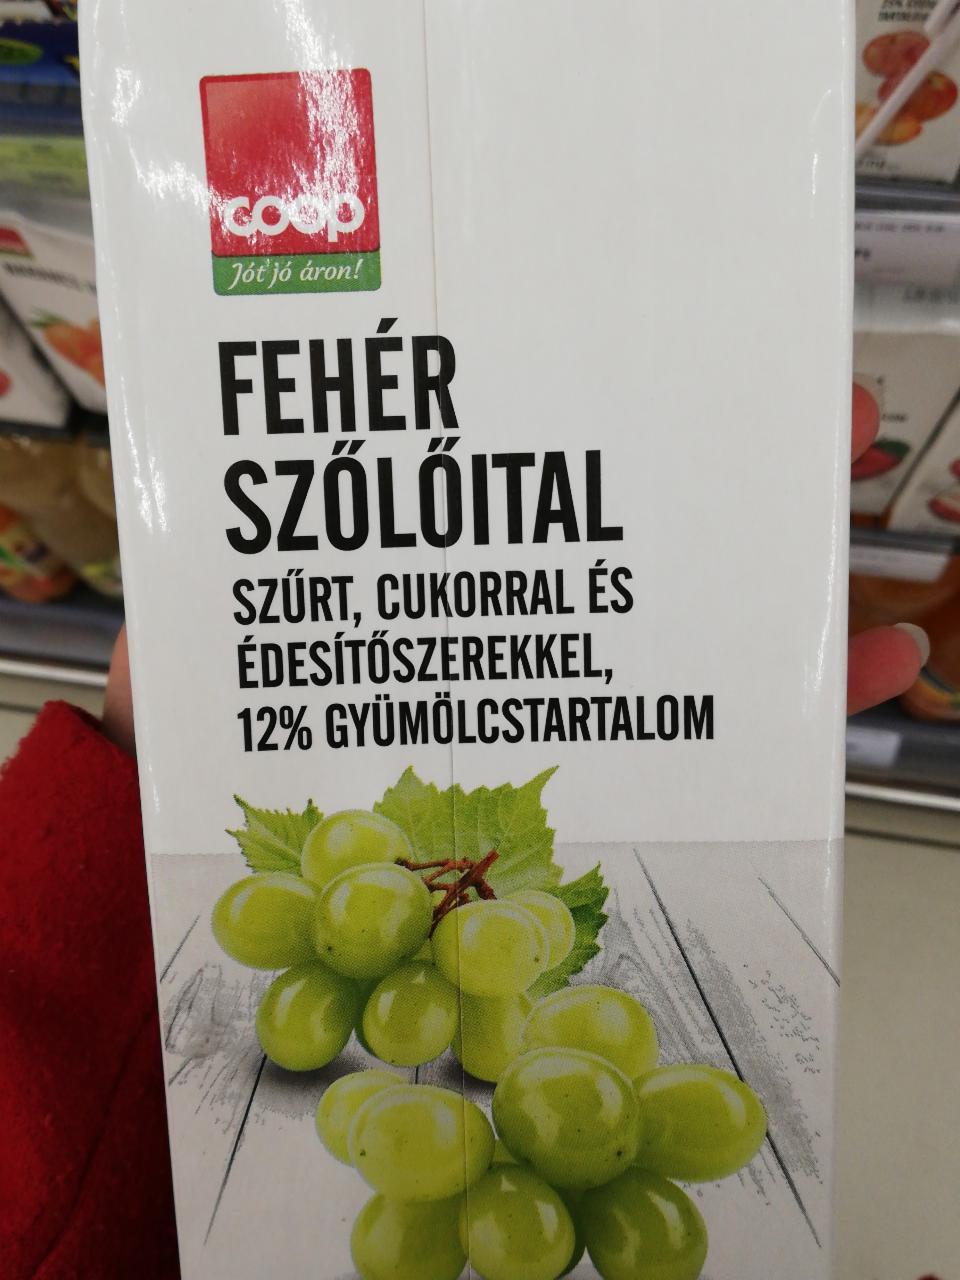 coop
Jót jó áron!
FEHÉR
SZŐLŐITAL
SZŰRT, CUKORRAL ÉS
ÉDESÍTŐSZEREKKEL,
12% GYÜMÖLCSTARTALOM